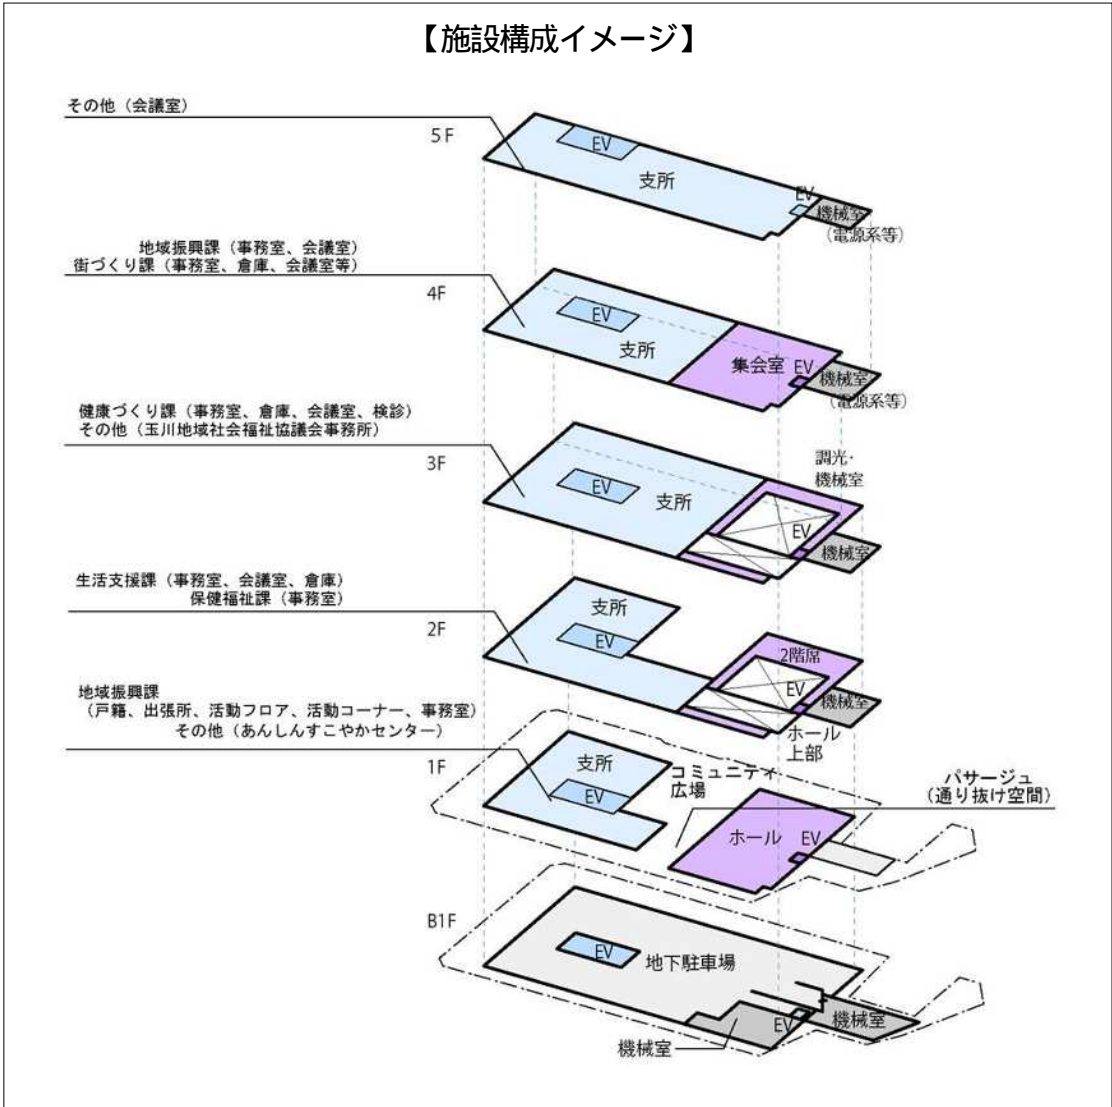 【施設構成イメージ】
その他（会議室）
5F
EV
支所
EV
機械室
（電源系等）
地域振興課（事務室、会議室）
街づくり課（事務室、倉庫、会議室等）
4F
EV
支所
集会室
EV
機械室
（電源系等）
健康づくり課（事務室、倉庫、会議室、検診）
その他（玉川地域社会福祉協議会事務所）
3F
EV
支所
調光・
機械室
EV
機械室
生活支援課（事務室、会議室、倉庫）
保健福祉課（事務室）
2F
支所
EV
2階席
EV
機械室
ホール
上部
地域振興課
（戸籍、出張所、活動フロア、活動コーナー、事務室）
その他（あんしんすこやかセンター）
1F
支所
EV
コミュニティ
広場
パサージュ
（通り抜け空間）
ホール
EV
B1F
EV
地下駐車場
EV
機械室
機械室